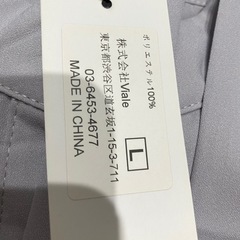 ポリエステル100%
L
株式会社Viale
東京都渋谷区道玄坂1-15-3-711
03-6453-4677
MADE IN CHINA